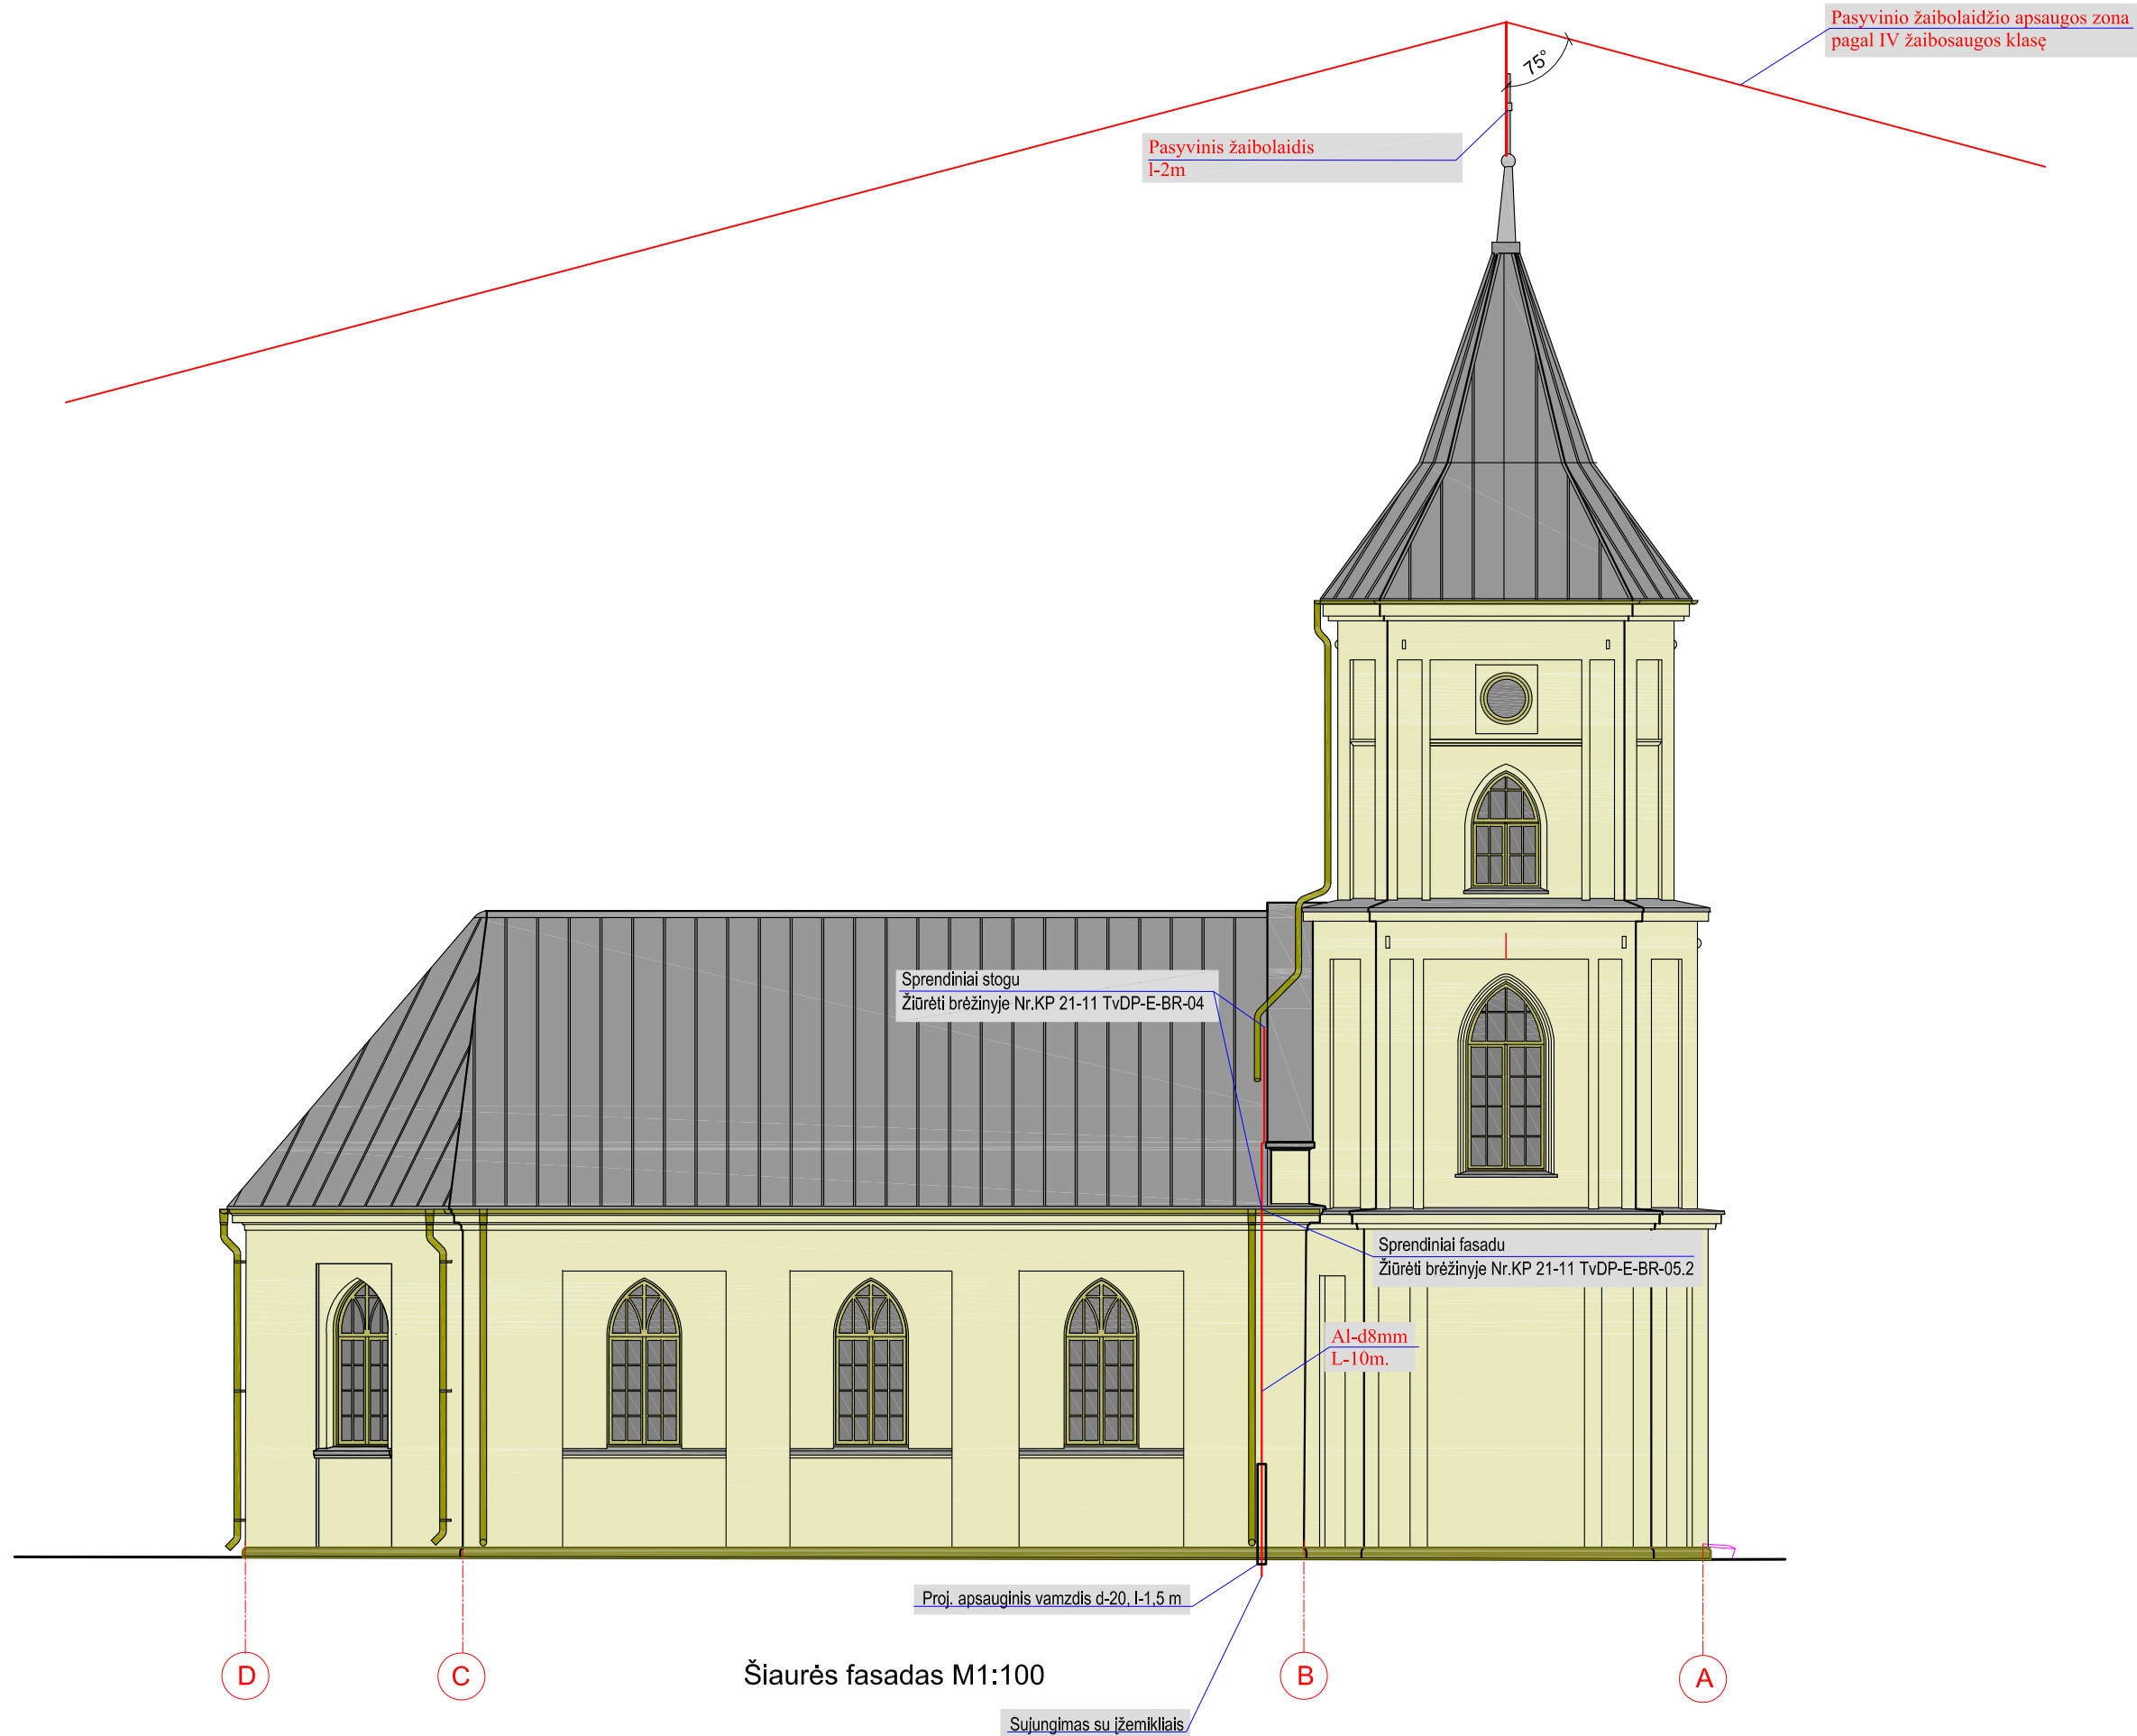 Pasyvinio žaibolaidžio apsaugos zona
pagal IV žaibosaugos klasę
75°
Pasyvinis žaibolaidis
l-2m
Sprendiniai stogu
Žiūrėti brėžinyje Nr.KP 21-11 TvDP-E-BR-04
Sprendiniai fasadu
Žiūrėti brėžinyje Nr.KP 21-11 TvDP-E-BR-05.2
Al-d8mm
L-10m.
Proj. apsauginis vamzdis d-20, l-1,5 m
D
C
B
A
Šiaurės fasadas M1:100
Sujungimas su įžemikliais